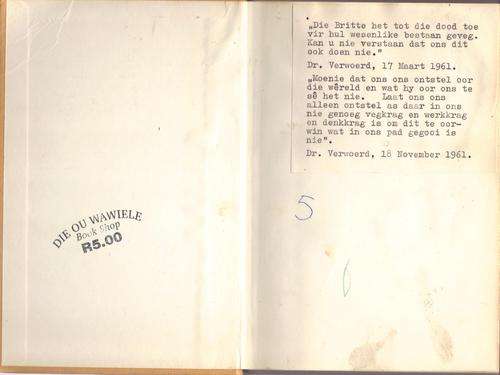 DIE OU WAWIELE
Book Shop
R5.00
„Die Britte het tot die dood toe
vir hul wesenlike bestaan geveg.
Kan u nie verstaan dat ons dit
ook doen nie."
Dr. Verwoerd, 17 Maart 1961.
„Moenie dat ons ons ontstel oor
die wêreld en wat hy oor ons te
sê het nie. Laat ons ons
alleen ontstel as daar in ons
nie genoeg vegkrag en werkkrag
en denkkrag is om dit te oor-
win wat in ons pad gegooi is
nie".
Dr. Verwoerd, 18 November 1961.
5